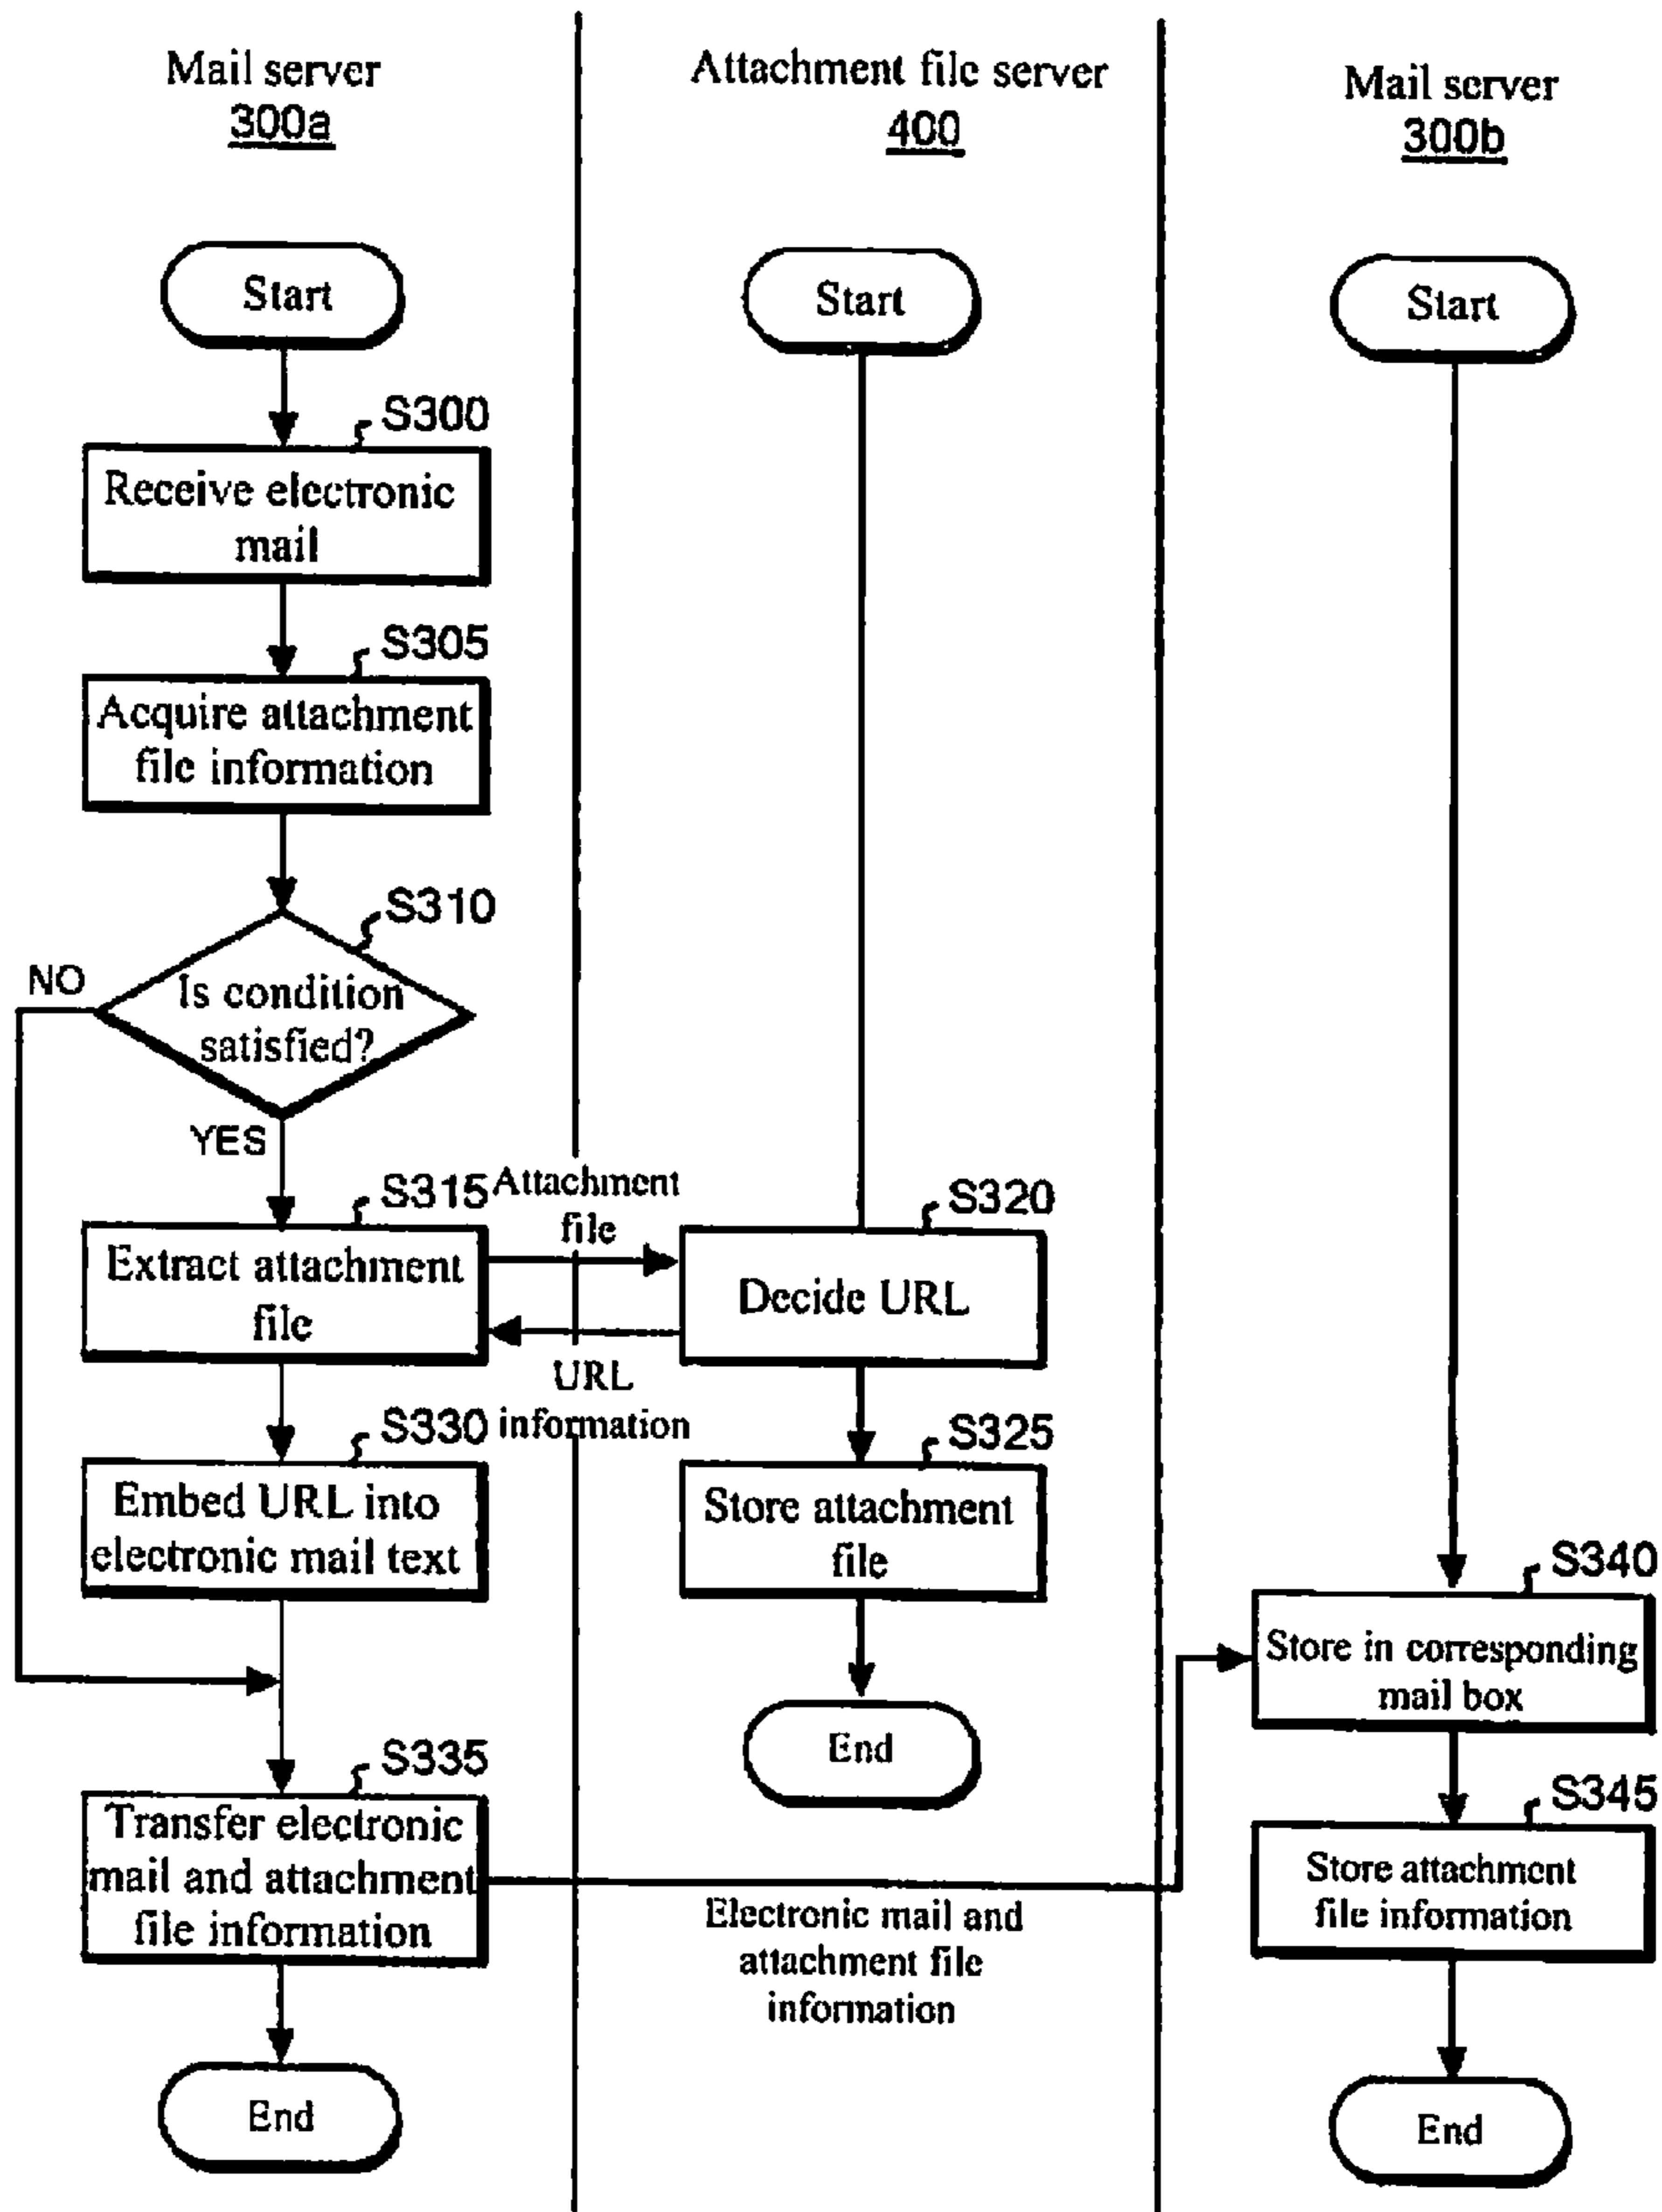 Mail server
300a
Start
S300
Receive electronic
mail
S305
Acquire attachment
file information
S310
NO
Is condition
satisfied?
YES
S315
Extract attachment
file
S330
Embed URL into
electronic mail text
S335
Transfer electronic
mail and attachment
file information
End
Attachment file server
400
Start
Attachment
file
S320
Decide URL
URL
information
S325
Store attachment
file
End
Electronic mail and
attachment file
information
Mail server
300b
Start
S340
Store in corresponding
mail box
S345
Store attachment
file information
End